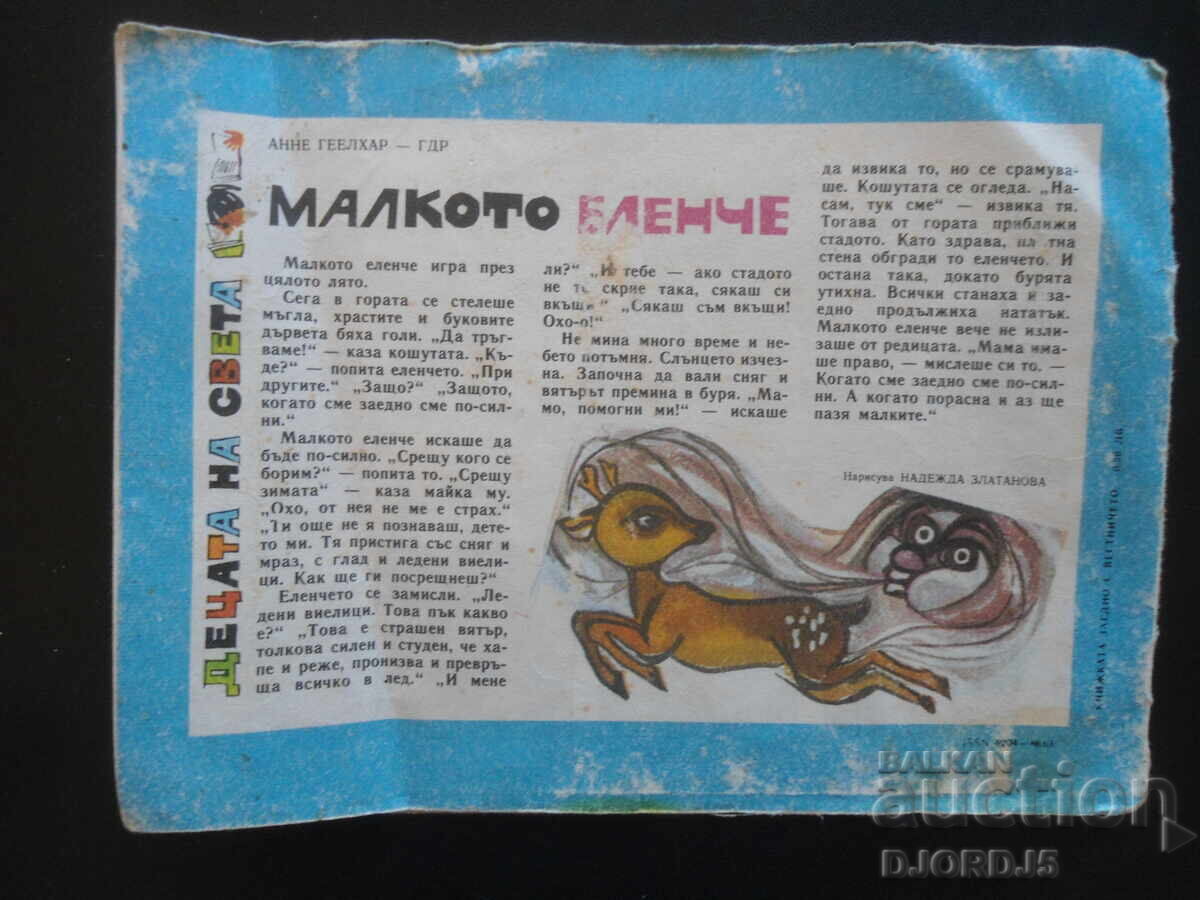 ДЕЦАТА НА СВЕТА
АННЕ ГЕЕЛХАР — ГДР
МАЛКОТО ЕЛЕНЧЕ
Малкото еленче игра през
цялото лято.
Сега в гората се стелеше
мъгла, храстите и буковите
дървета бяха голи. „Да тръг-
ваме!“ — каза кошутата. „Къ-
де?“ — попита еленчето. „При
другите.“ „Защо?“ „Защото,
когато сме заедно сме по-сил-
ни.“
Малкото еленче искаше да
бъде по-силно. „Срещу кого се
борим?“ — попита то. „Срещу
зимата“ — каза майка му.
„Охо, от нея не ме е страх.“
„Ти още не я познаваш, дете-
то ми. Тя пристига със сняг и
мраз, с глад и ледени виели-
ци. Как ще ги посрещнеш?“
Еленчето се замисли. „Ле-
дени виелици. Това пък какво
е?“ „Това е страшен вятър,
толкова силен и студен, че ха-
пе и реже, пронизва и превръ-
ща всичко в лед.“ „И мене
ли?“ „И тебе — ако стадото
не те скрие така, сякаш си
вкъщи.“ „Сякаш съм вкъщи!
Охо-о!“
Не мина много време и не-
бето потъмня. Слънцето изчез-
на. Започна да вали сняг и
вятърът премина в буря. „Ма-
мо, помогни ми!“ — искаше
да извика то, но се срамува-
ше. Кошутата се огледа. „На-
сам, тук сме“ — извика тя.
Тогава от гората приближи
стадото. Като здрава, плътна
стена обгради то еленчето. И
остана така, докато бурята
утихна. Всички станаха и за-
едно продължиха нататък.
Малкото еленче вече не изли-
заше от редицата. „Мама има-
ше право, — мислеше си то. —
Когато сме заедно сме по-сил-
ни. А когато порасна и аз ще
пазя малките.“
Нарисува НАДЕЖДА ЗЛАТАНОВА
КНИЖКАТА ЗАЕДНО С ВЕСТНИЧЕТО ЛВ
ISSN
BALKAN
auction
DJORDJ5